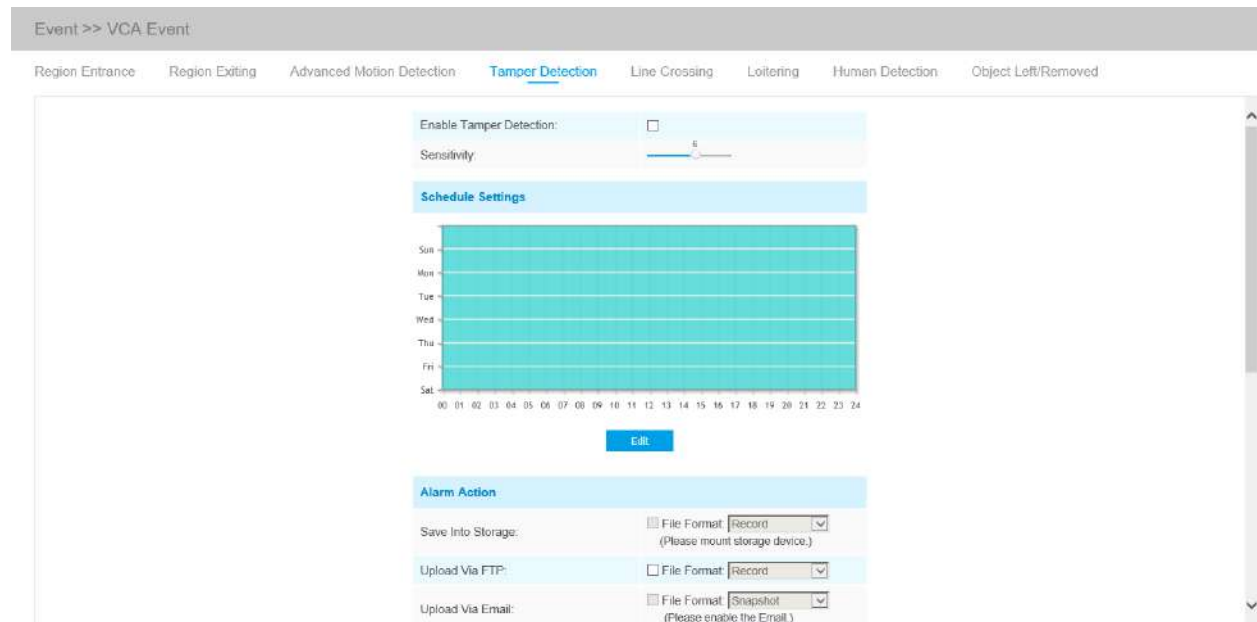 Event >> VCA Event
Region Entrance Region Exiting Advanced Motion Detection Tamper Detection Line Crossing Loitering Human Detection Object Left/Removed
Enable Tamper Detection:
6
Sensitivity:
Schedule Settings
Sun
Mon
Tue
Wed
Thu
Fri
Sat
00 01 02 03 04 05 06 07 08 09 10 11 12 13 14 15 16 17 18 19 20 21 22 23 24
Edit
Alarm Action
Save Into Storage: File Format: Record
(Please mount storage device.)
Upload Via FTP: File Format: Record
Upload Via Email: File Format: Snapshot
(Please enable the Email.)